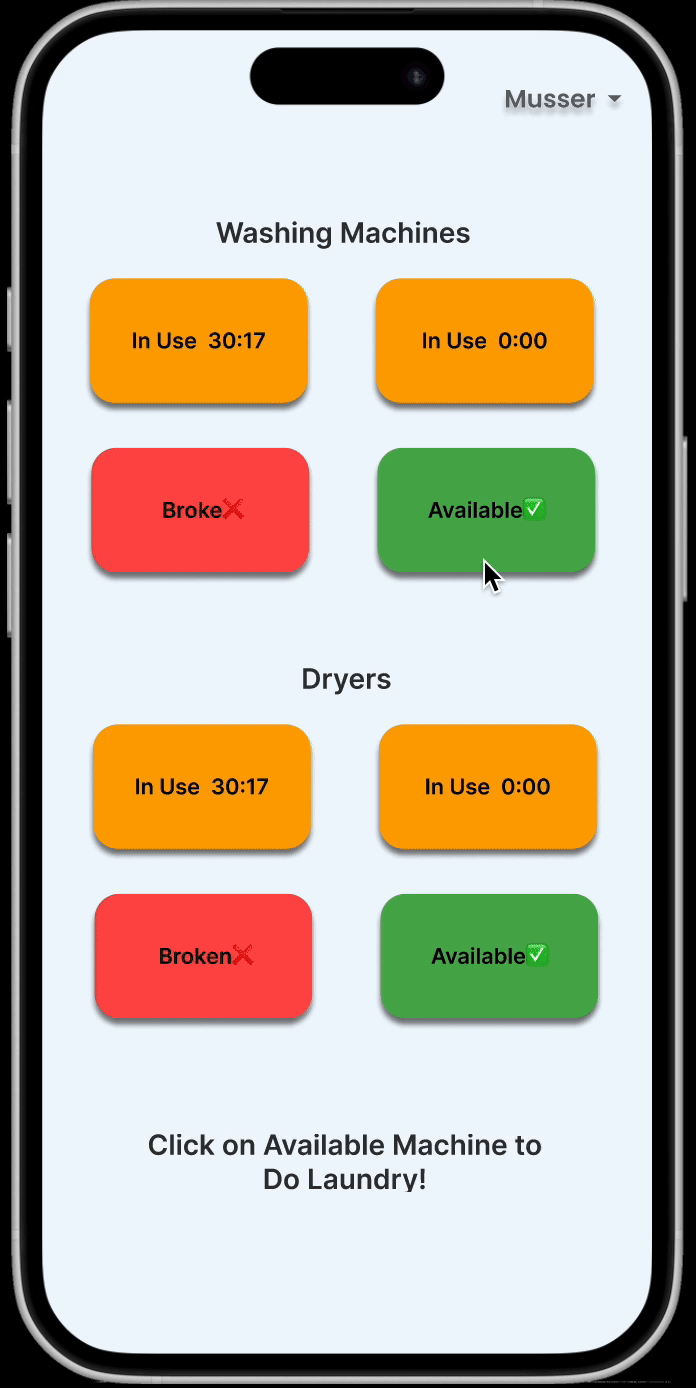 Musser
Washing Machines
In Use 30:17
In Use 0:00
Broke❌
Available✅
Dryers
In Use 30:17
In Use 0:00
Broken❌
Available✅
Click on Available Machine to
Do Laundry!